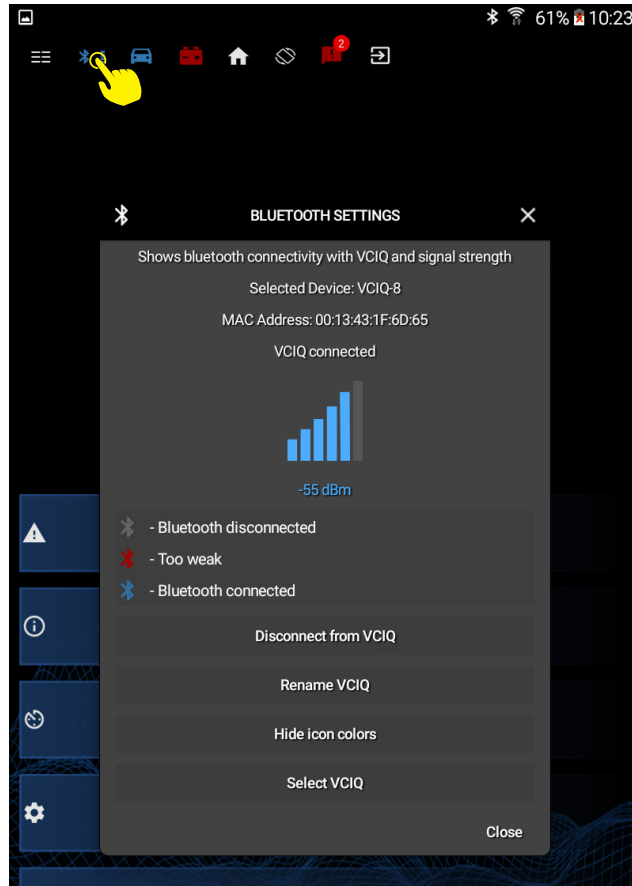 61% 10:23
2
BLUETOOTH SETTINGS
Shows bluetooth connectivity with VCIQ and signal strength
Selected Device: VCIQ-8
MAC Address: 00:13:43:1F:6D:65
VCIQ connected
-55 dBm
- Bluetooth disconnected
- Too weak
- Bluetooth connected
Disconnect from VCIQ
Rename VCIQ
Hide icon colors
Select VCIQ
Close